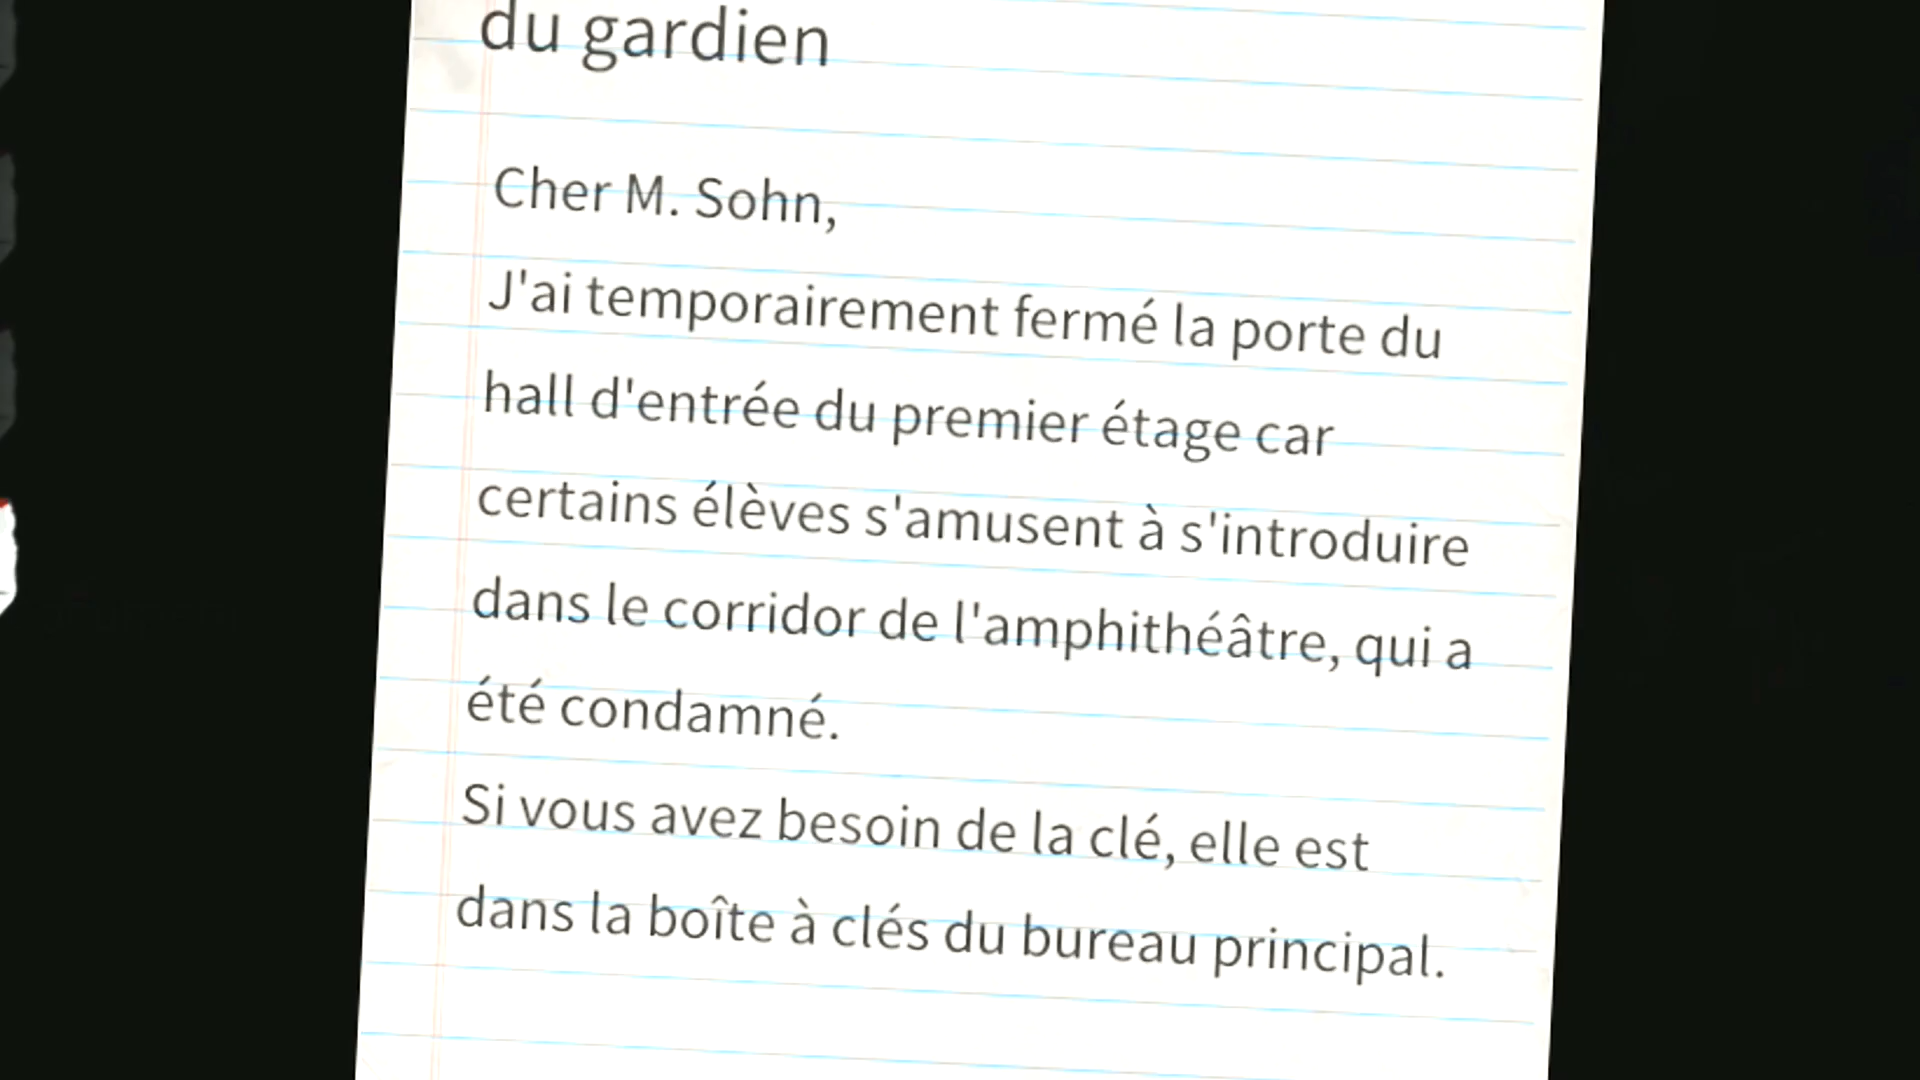 du gardien
Cher M. Sohn,
J'ai temporairement fermé la porte du
hall d'entrée du premier étage car
certains élèves s'amusent à s'introduire
dans le corridor de l'amphithéâtre, qui a
été condamné.
Si vous avez besoin de la clé, elle est
dans la boîte à clés du bureau principal.